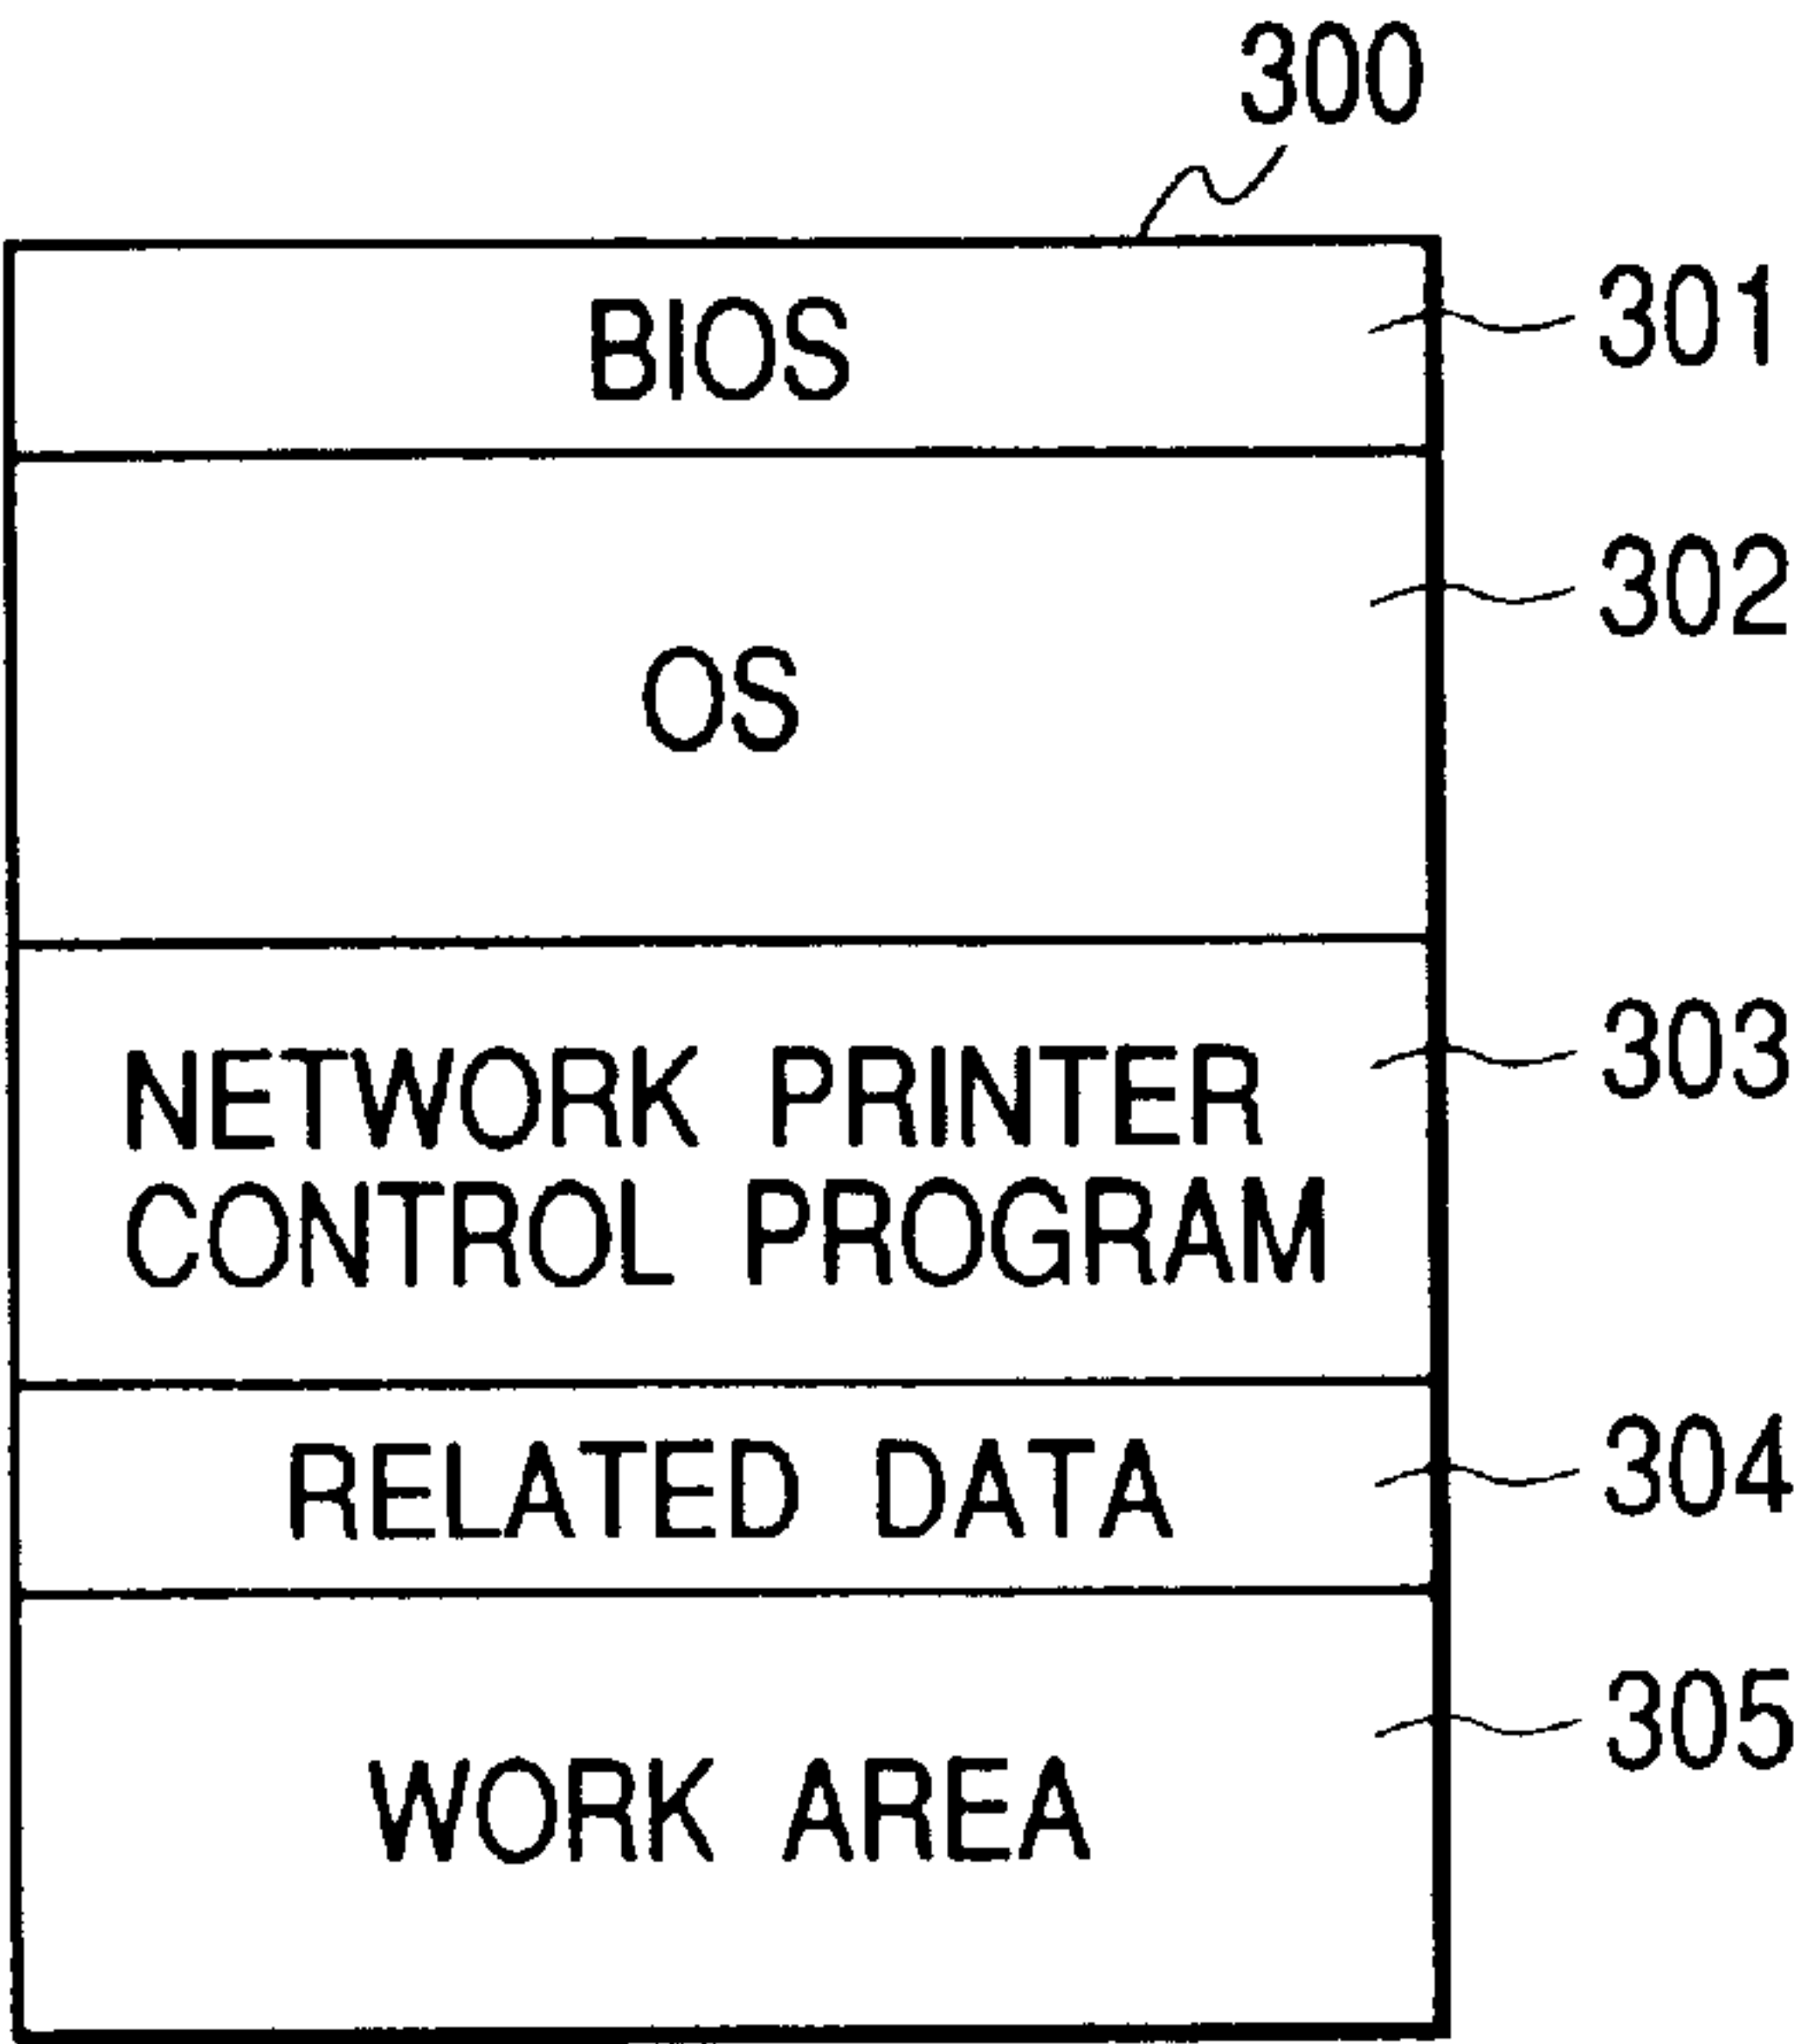 300
BIOS 301
OS 302
NETWORK PRINTER 303
CONTROL PROGRAM
RELATED DATA 304
WORK AREA 305